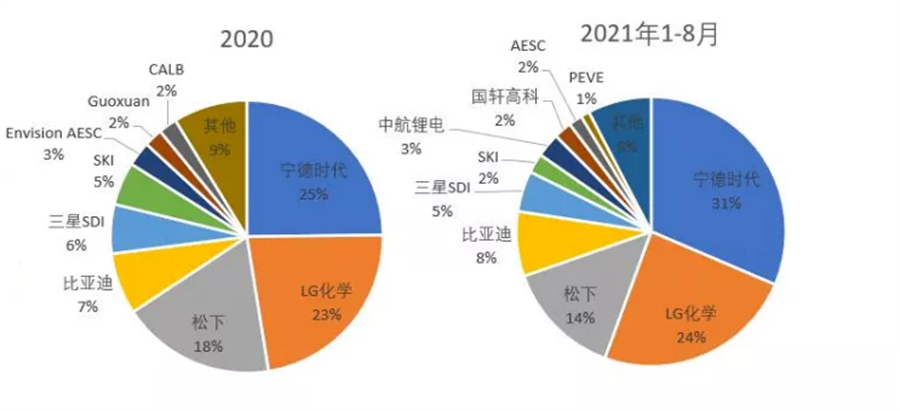 2020
宁德时代
25%
LG化学
23%
松下
18%
比亚迪
7%
三星SDI
6%
SKI
5%
Envision AESC
3%
Guoxuan
2%
CALB
2%
其他
9%
2021年1-8月
宁德时代
31%
LG化学
24%
松下
14%
比亚迪
8%
三星SDI
5%
SKI
2%
中航锂电
3%
国轩高科
2%
AESC
2%
PEVE
1%
其他
8%